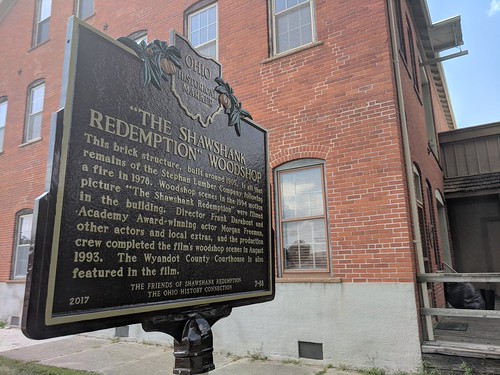 OHIO
HISTORICAL
MARKER
"THE SHAWSHANK
REDEMPTION" WOODSHOP
This brick structure, built around 1900, is all that
remains of the Stephan Lumber Company following
a fire in 1976. Woodshop scenes in the 1994 motion
picture "The Shawshank Redemption" were filmed
in the building. Director Frank Darabont and
Academy Award-winning actor Morgan Freeman,
other actors and local extras, and the production
crew completed the film's woodshop scenes in August
1993. The Wyandot County Courthouse is also
featured in the film.
THE FRIENDS OF SHAWSHANK REDEMPTION
2017 THE OHIO HISTORY CONNECTION 7-88